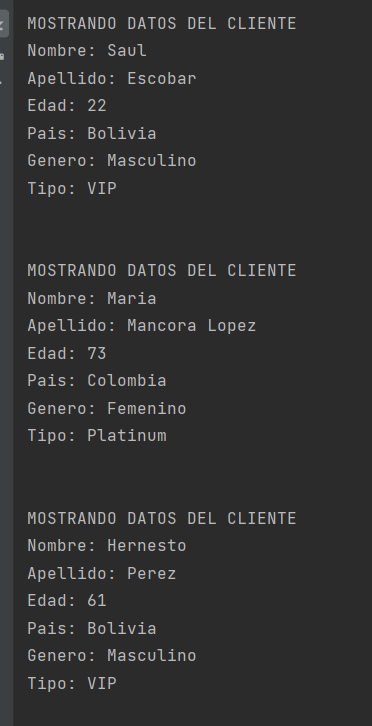 MOSTRANDO DATOS DEL CLIENTE
Nombre: Saul
Apellido: Escobar
Edad: 22
Pais: Bolivia
Genero: Masculino
Tipo: VIP
MOSTRANDO DATOS DEL CLIENTE
Nombre: Maria
Apellido: Mancora Lopez
Edad: 73
Pais: Colombia
Genero: Femenino
Tipo: Platinum
MOSTRANDO DATOS DEL CLIENTE
Nombre: Hernesto
Apellido: Perez
Edad: 61
Pais: Bolivia
Genero: Masculino
Tipo: VIP